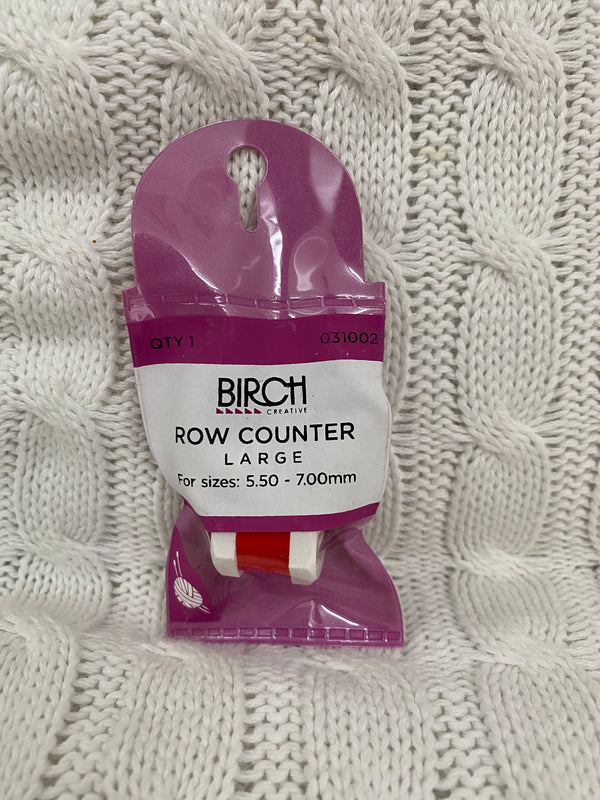 QTY 1 031002
BIRCH
CREATIVE
ROW COUNTER
LARGE
For sizes: 5.50 - 7.00mm